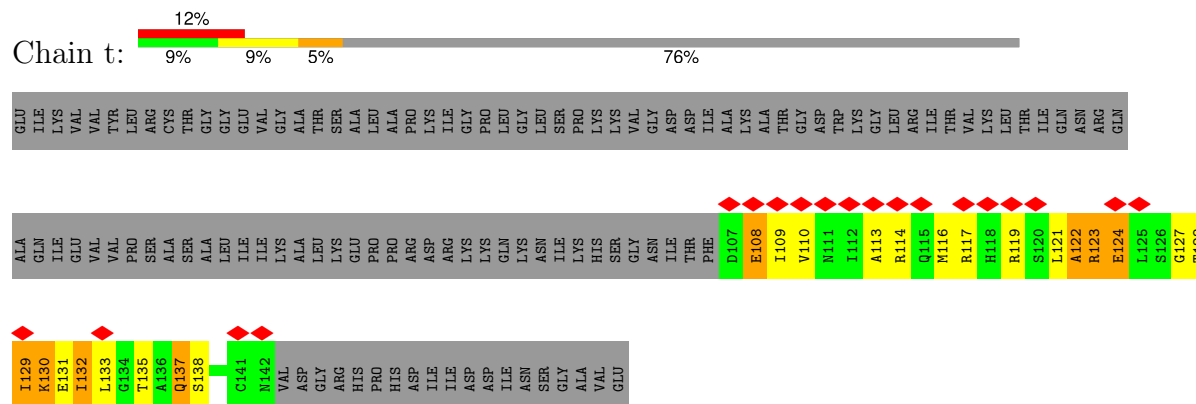 12%
Chain t:
9% 9% 5% 76%
GLU ILE LYS VAL VAL TYR LEU ARG CYS THR GLY GLY GLU VAL GLY ALA THR SER ALA LEU ALA PRO LYS ILE GLY PRO LEU GLY LEU SER PRO LYS LYS VAL GLY ASP ASP ILE ALA LYS ALA THR GLY ASP TRP LYS GLY LEU ARG ILE THR VAL LYS LEU THR ILE GLN ASN ARG GLN
ALA GLN ILE GLU VAL VAL PRO SER ALA SER ALA LEU ILE ILE LYS ALA LEU LYS GLU PRO PRO ARG ASP ARG LYS LYS GLN LYS ASN ILE LYS HIS SER GLY ASN ILE THR PHE D107 E108 I109 V110 N111 I112 A113 R114 Q115 M116 R117 H118 R119 S120 L121 A122 R123 E124 L125 S126 G127
I129 K130 E131 I132 L133 G134 T135 A136 Q137 S138 C141 N142 VAL ASP GLY ARG HIS PRO HIS ASP ILE ILE ASP ASP ILE ASN SER GLY ALA VAL GLU